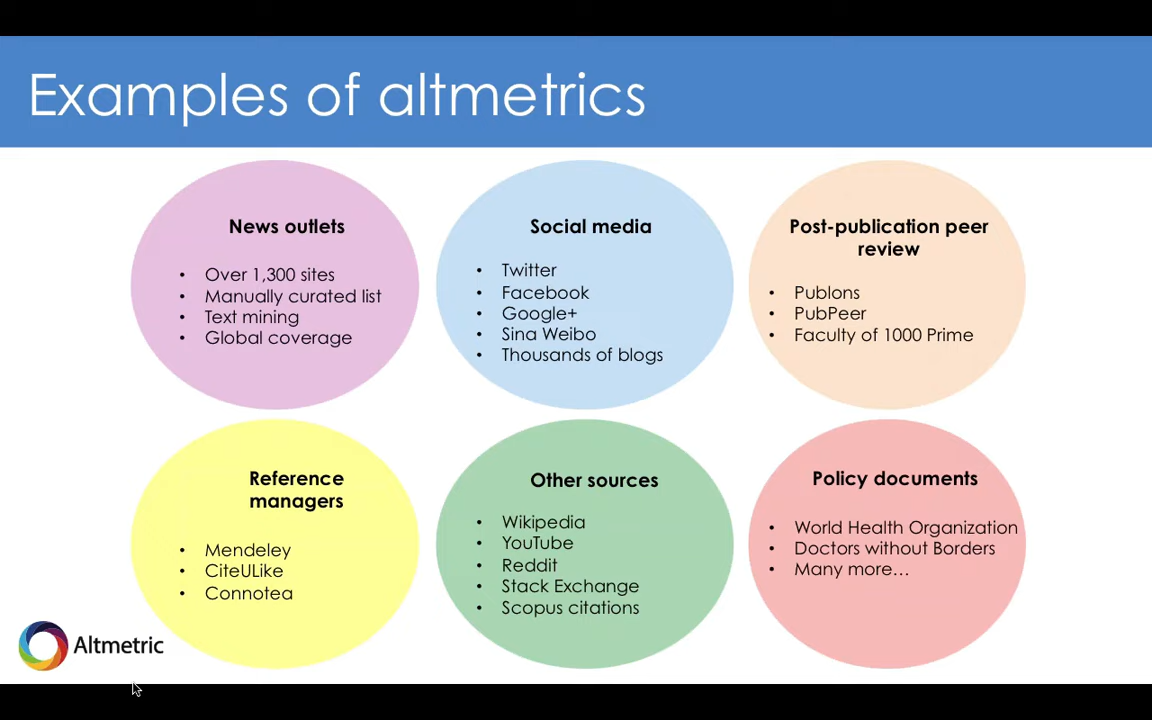 Examples of altmetrics
News outlets
• Over 1,300 sites
• Manually curated list
• Text mining
• Global coverage
Social media
• Twitter
• Facebook
• Google+
• Sina Weibo
• Thousands of blogs
Post-publication peer
review
• Publons
• PubPeer
• Faculty of 1000 Prime
Reference
managers
• Mendeley
• CiteULike
• Connotea
Other sources
• Wikipedia
• YouTube
• Reddit
• Stack Exchange
• Scopus citations
Policy documents
• World Health Organization
• Doctors without Borders
• Many more…
Altmetric